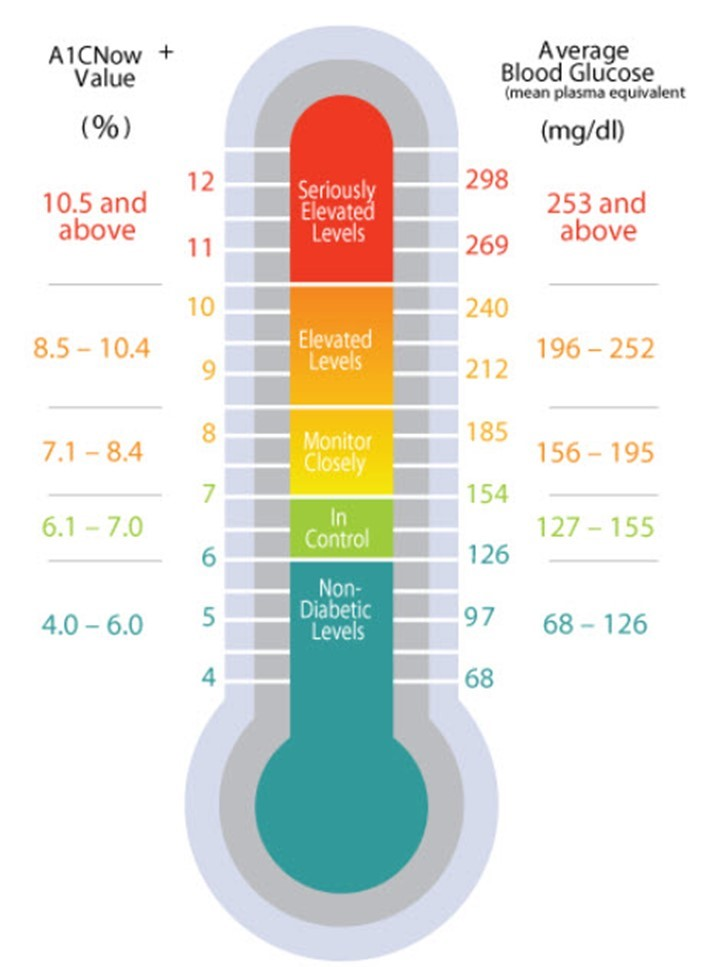 A1CNow +
Value
(%)
Average
Blood Glucose
(mean plasma equivalent
(mg/dl)
12
298
10.5 and
above
Seriously
Elevated
Levels
253 and
above
11
269
10
240
8.5 – 10.4
Elevated
Levels
196 – 252
9
212
8
185
7.1 – 8.4
Monitor
Closely
156 – 195
7
154
6.1 – 7.0
In
Control
127 – 155
6
126
Non-
Diabetic
Levels
5
97
4.0 – 6.0
68 – 126
4
68